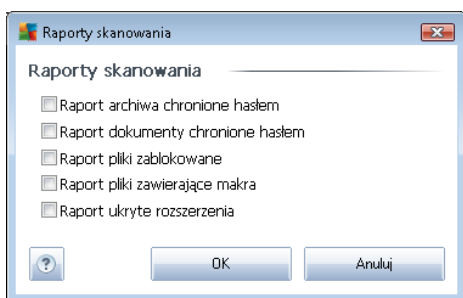 Raporty skanowania
Raporty skanowania
Raport archiwa chronione hasłem
Raport dokumenty chronione hasłem
Raport pliki zablokowane
Raport pliki zawierające makra
Raport ukryte rozszerzenia
?
OK
Anuluj